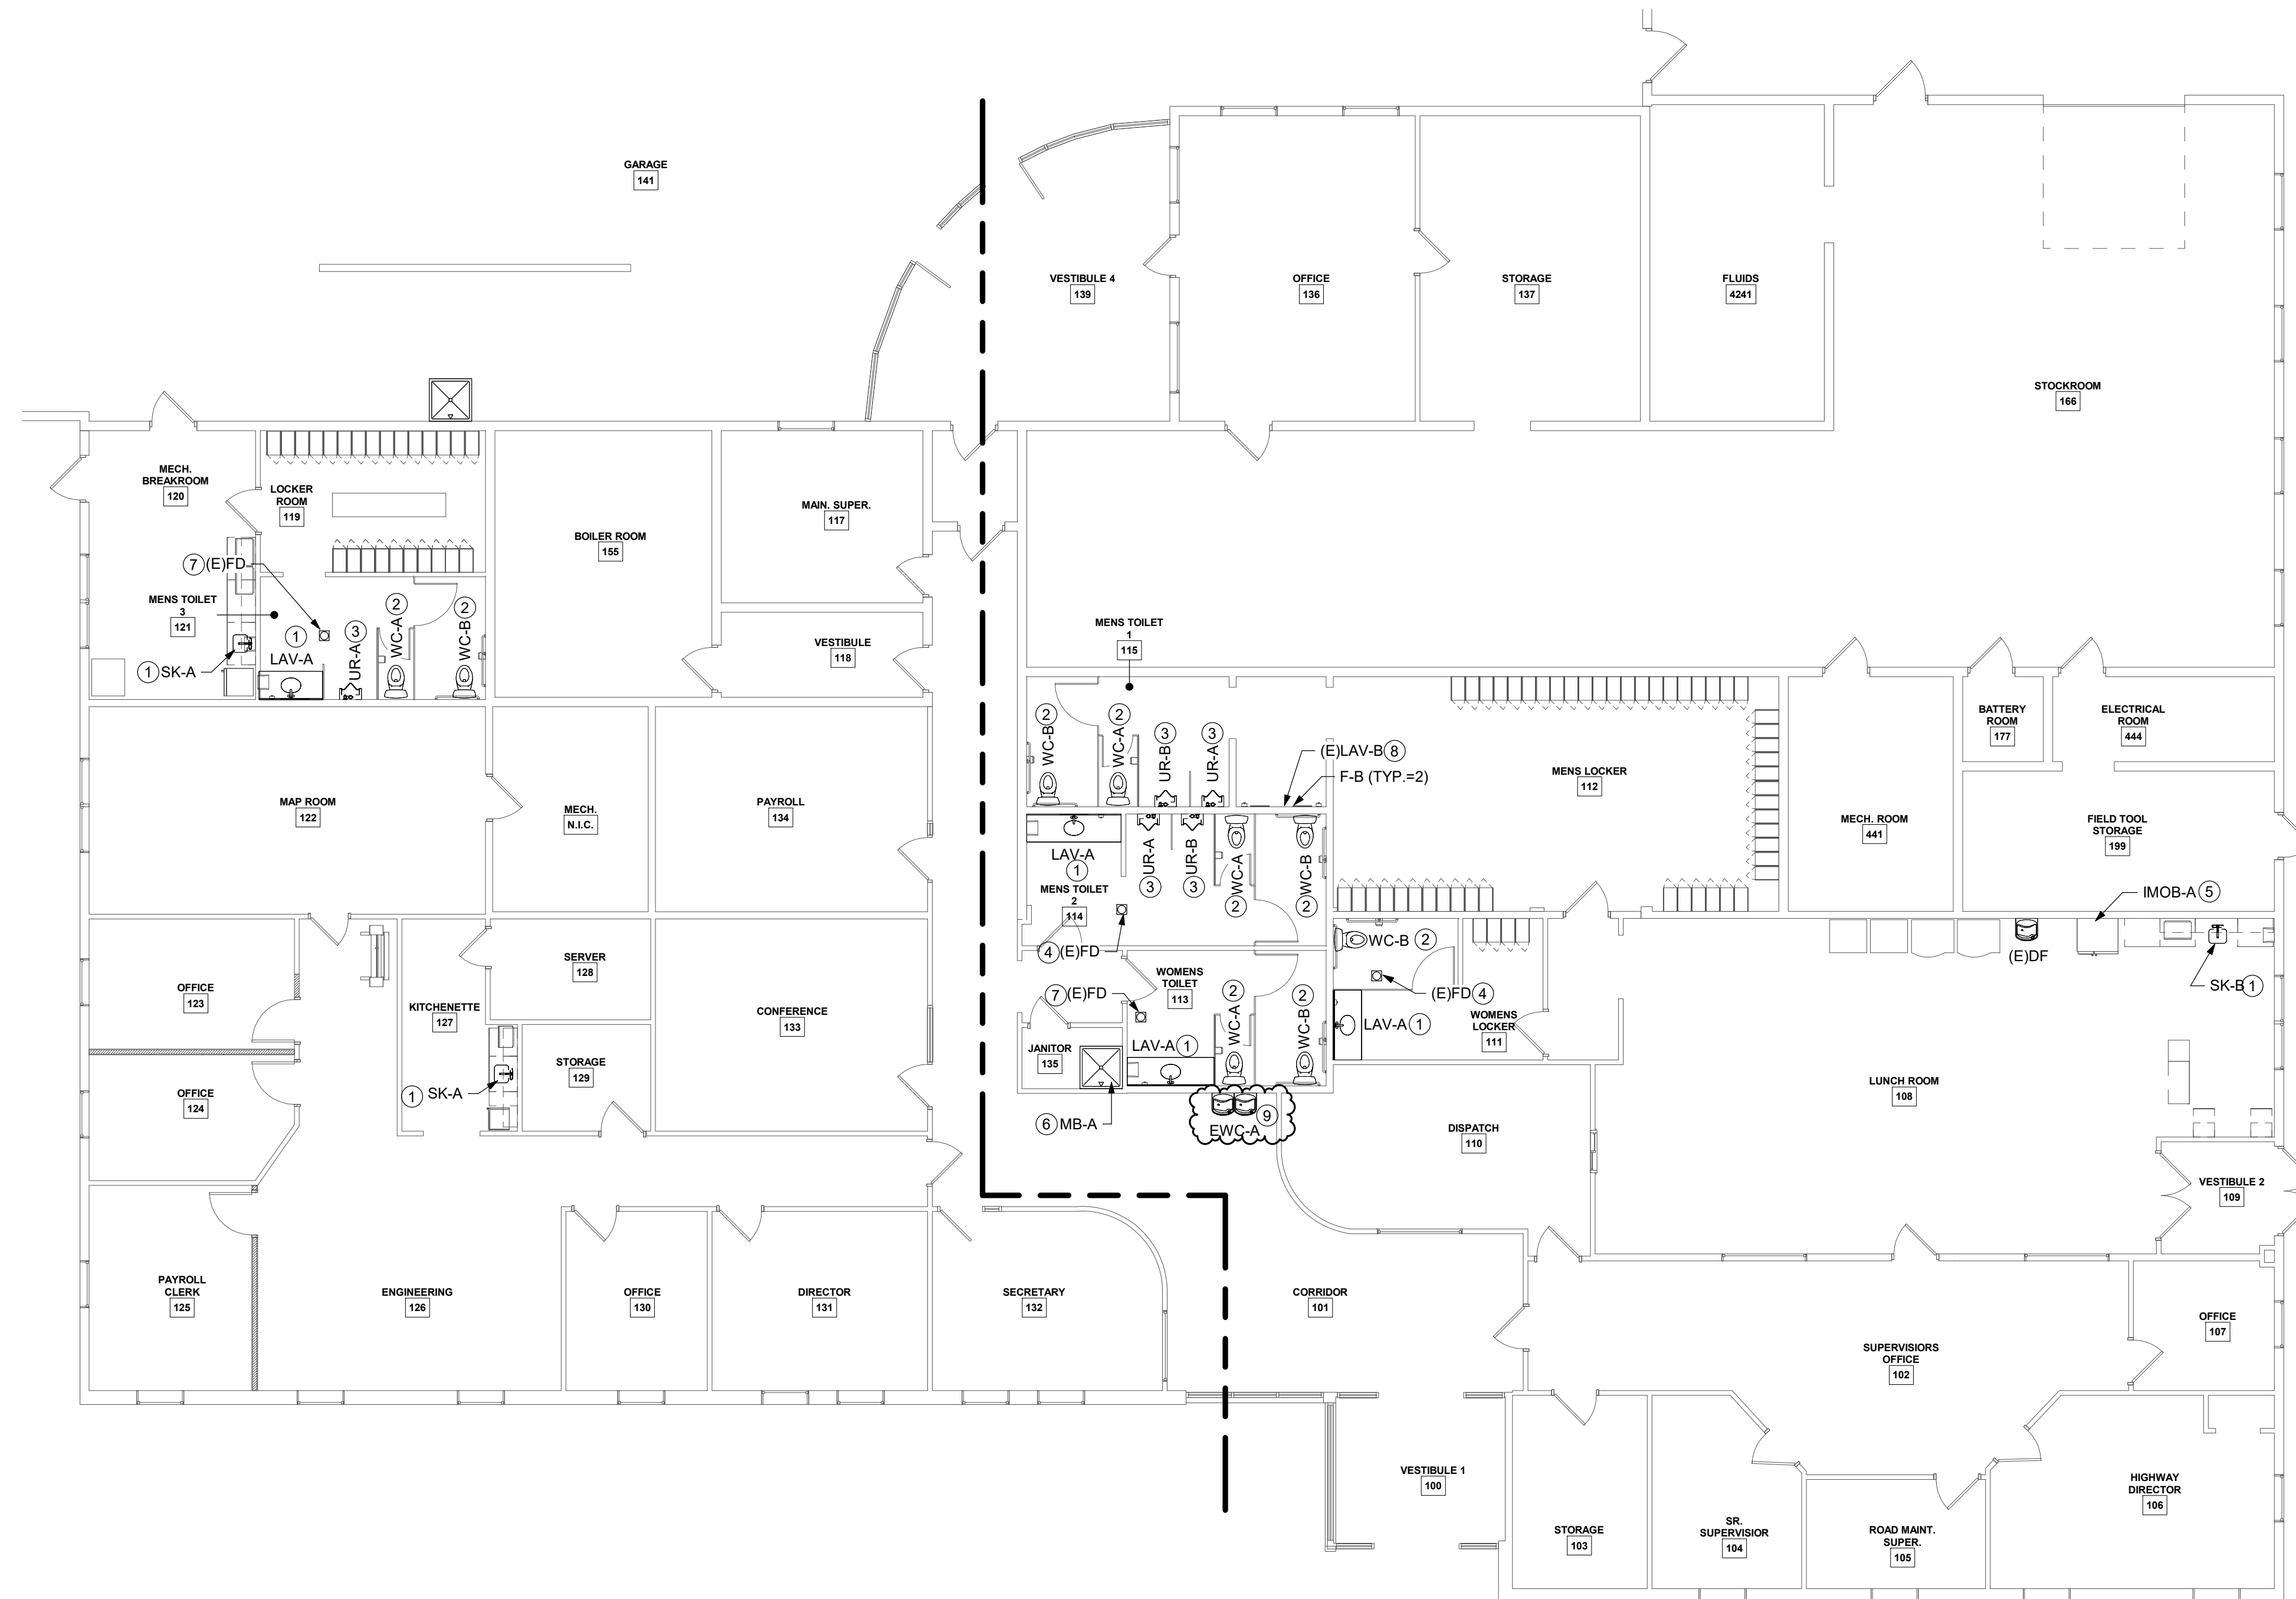 GARAGE
141
VESTIBULE 4
139
OFFICE
136
STORAGE
137
FLUIDS
4241
STOCKROOM
166
MECH.
BREAKROOM
120
LOCKER
ROOM
119
BOILER ROOM
155
MAIN. SUPER.
117
7 (E)FD
MENS TOILET
3
121
1
LAV-A
3
UR-A
2
WC-A
2
WC-B
1 SK-A
VESTIBULE
118
MENS TOILET
1
115
2
WC-B
2
WC-A
3
UR-B
3
UR-A
(E)LAV-B 8
F-B (TYP.=2)
MENS LOCKER
112
BATTERY
ROOM
177
ELECTRICAL
ROOM
444
MAP ROOM
122
MECH.
N.I.C.
PAYROLL
134
LAV-A
1
MENS TOILET
2
114
UR-A
3
UR-B
3
WC-A
2
WC-B
2
MECH. ROOM
441
FIELD TOOL
STORAGE
199
IMOB-A 5
4 (E)FD
WC-B 2
(E)DF
SK-B 1
OFFICE
123
KITCHENETTE
127
SERVER
128
CONFERENCE
133
7 (E)FD
WOMENS
TOILET
113
2
WC-A
2
WC-B
(E)FD 4
LAV-A 1
WOMENS
LOCKER
111
JANITOR
135
LAV-A 1
OFFICE
124
1 SK-A
STORAGE
129
6 MB-A
9
EWC-A
DISPATCH
110
LUNCH ROOM
108
VESTIBULE 2
109
PAYROLL
CLERK
125
ENGINEERING
126
OFFICE
130
DIRECTOR
131
SECRETARY
132
CORRIDOR
101
SUPERVISIORS
OFFICE
102
OFFICE
107
VESTIBULE 1
100
STORAGE
103
SR.
SUPERVISIOR
104
ROAD MAINT.
SUPER.
105
HIGHWAY
DIRECTOR
106